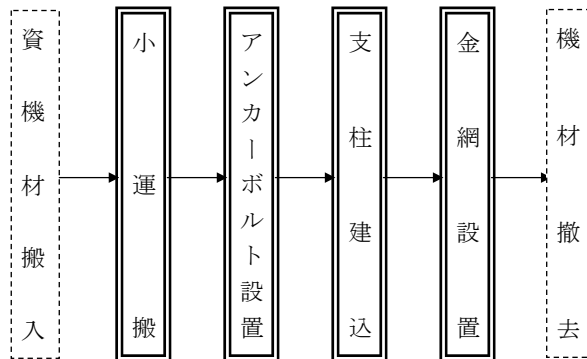 資機材搬入
小運搬
アンカーボルト設置
支柱建込
金網設置
機材撤去